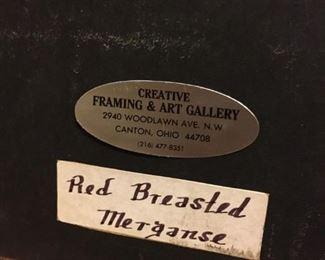 CREATIVE
FRAMING & ART GALLERY
2940 WOODLAWN AVE. N.W
CANTON, OHIO 44708
(216) 477-8351
Red Breasted
Merganse